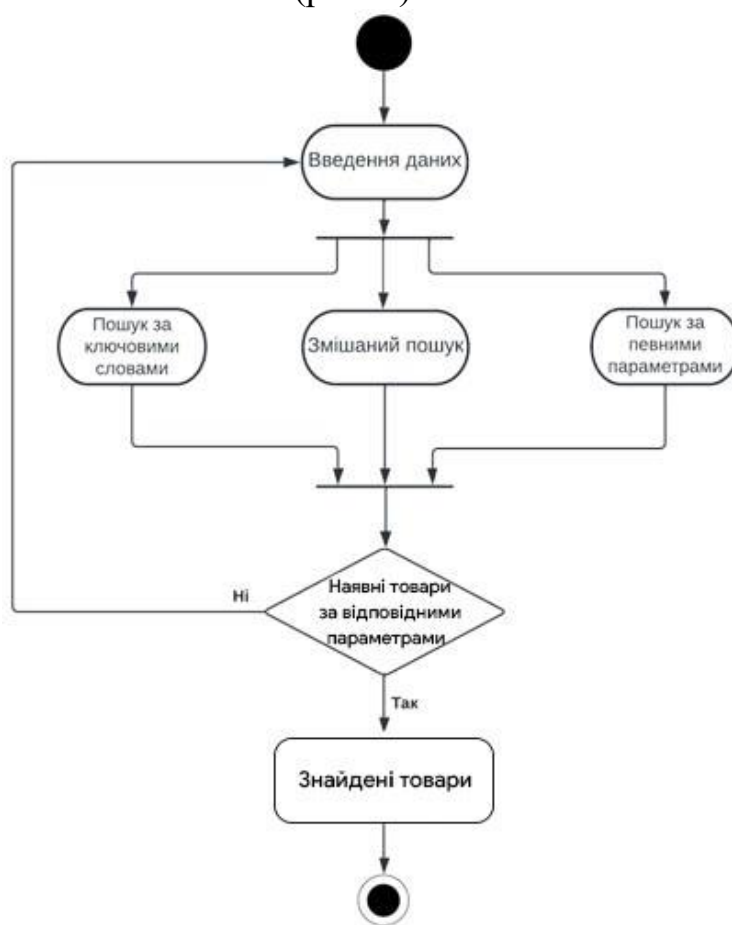 Введення даних
Пошук за
ключовими
словами
Змішаний пошук
Пошук за
певними
параметрами
Ні
Наявні товари
за відповідними
параметрами
Так
Знайдені товари